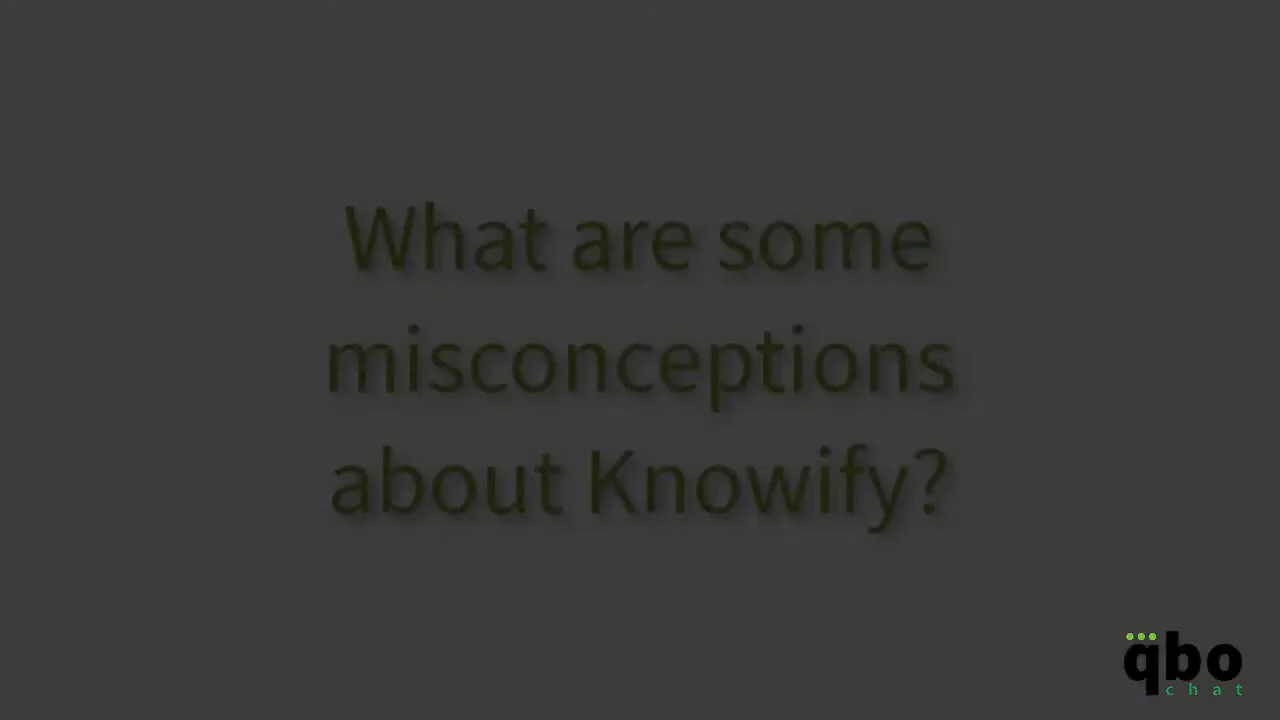 What are some
misconceptions
about Knowify?
qbo
chat